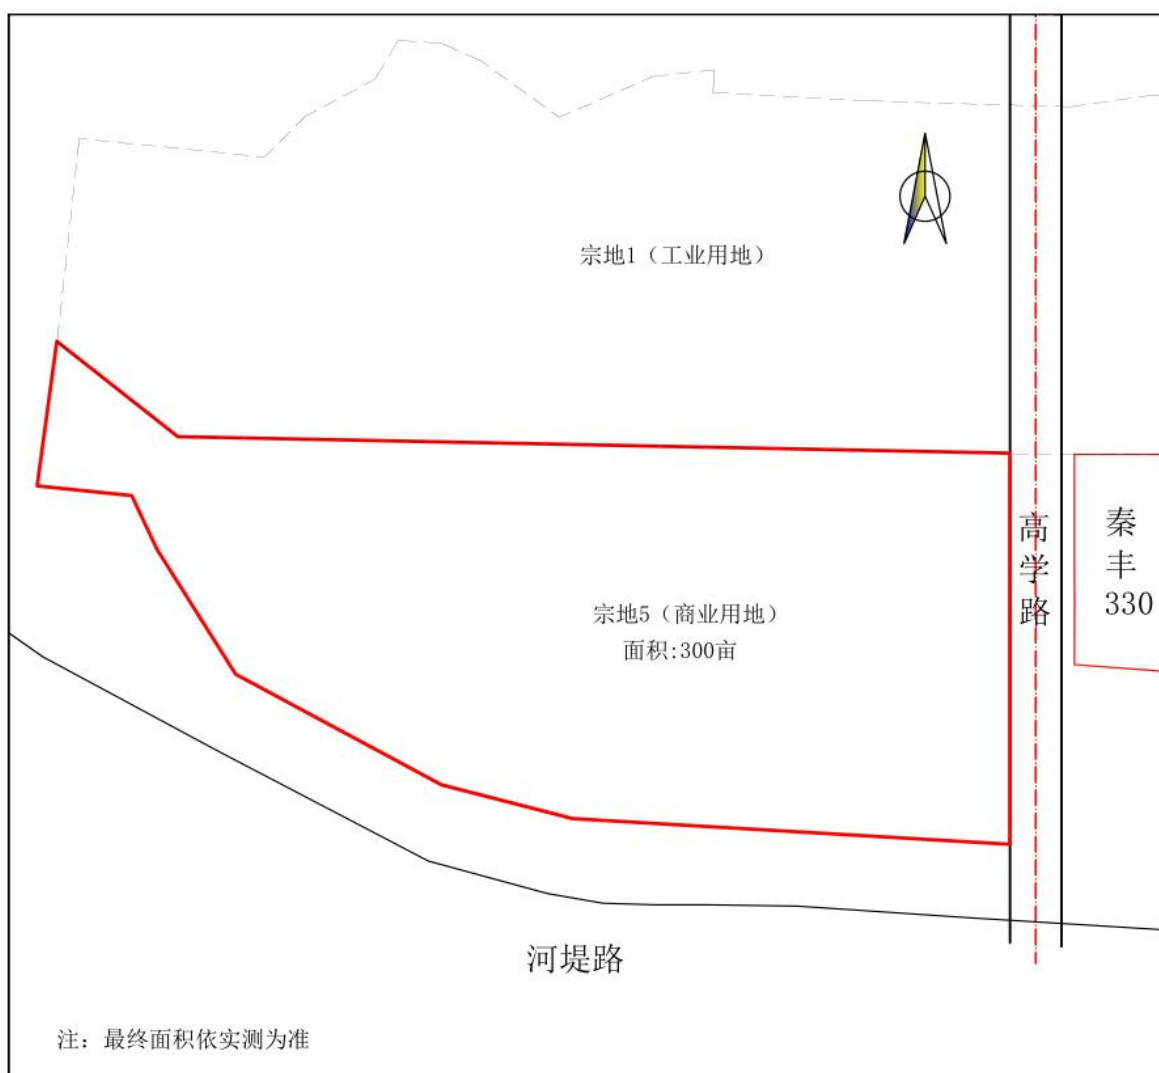 宗地1（工业用地）
高学路
秦丰
330
宗地5（商业用地）
面积:300亩
河堤路
注：最终面积依实测为准